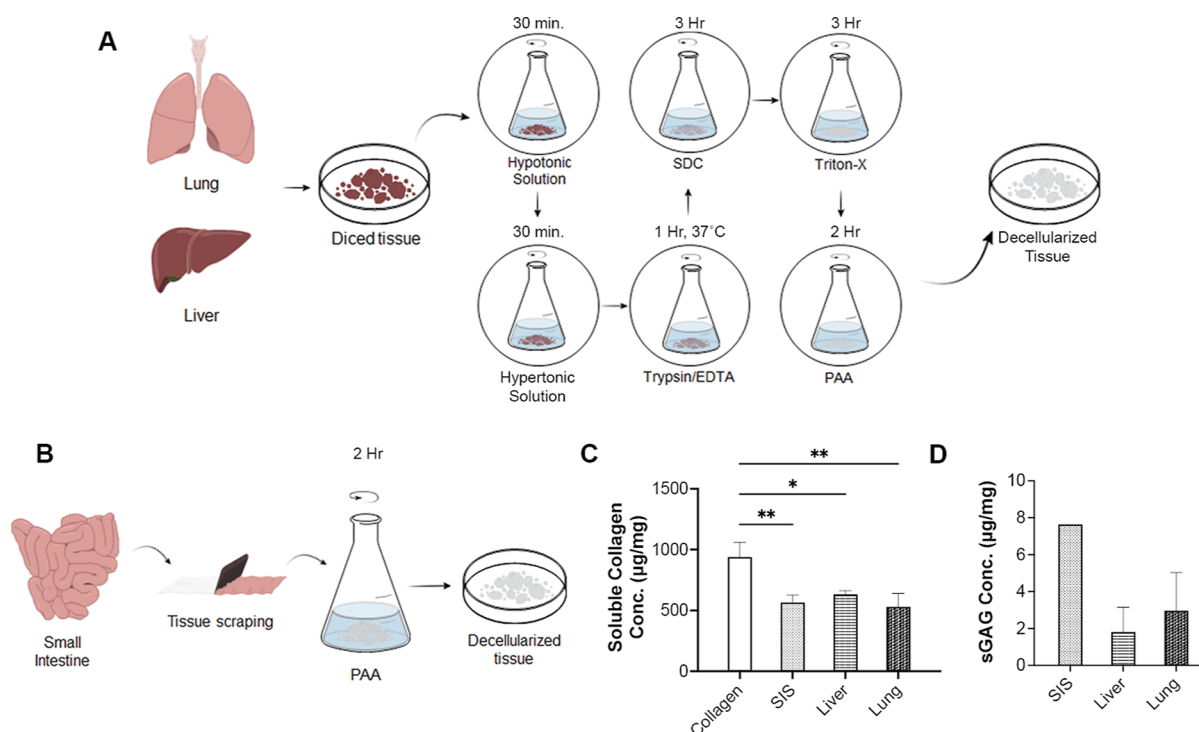 A
30 min.
3 Hr
3 Hr
Lung
Hypotonic
Solution
SDC
Triton-X
Diced tissue
30 min.
1 Hr, 37°C
2 Hr
Decellularized
Tissue
Liver
Hypertonic
Solution
Trypsin/EDTA
PAA
B
2 Hr
Small
Intestine
Tissue scraping
PAA
Decellularized
tissue
C
**
*
**
Soluble Collagen
Conc. (µg/mg)
1500
1000
500
0
Collagen
SIS
Liver
Lung
D
sGAG Conc. (µg/mg)
10
8
6
4
2
0
SIS
Liver
Lung